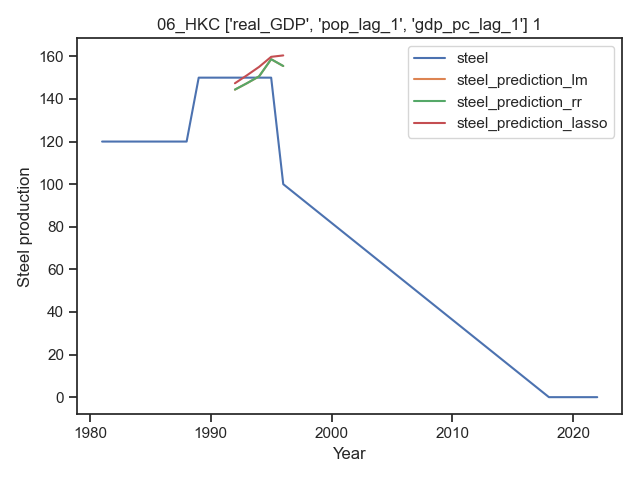 06_HKC ['real_GDP', 'pop_lag_1', 'gdp_pc_lag_1'] 1
steel
steel_prediction_lm
steel_prediction_rr
steel_prediction_lasso
Steel production
160
140
120
100
80
60
40
20
0
1980
1990
2000
2010
2020
Year